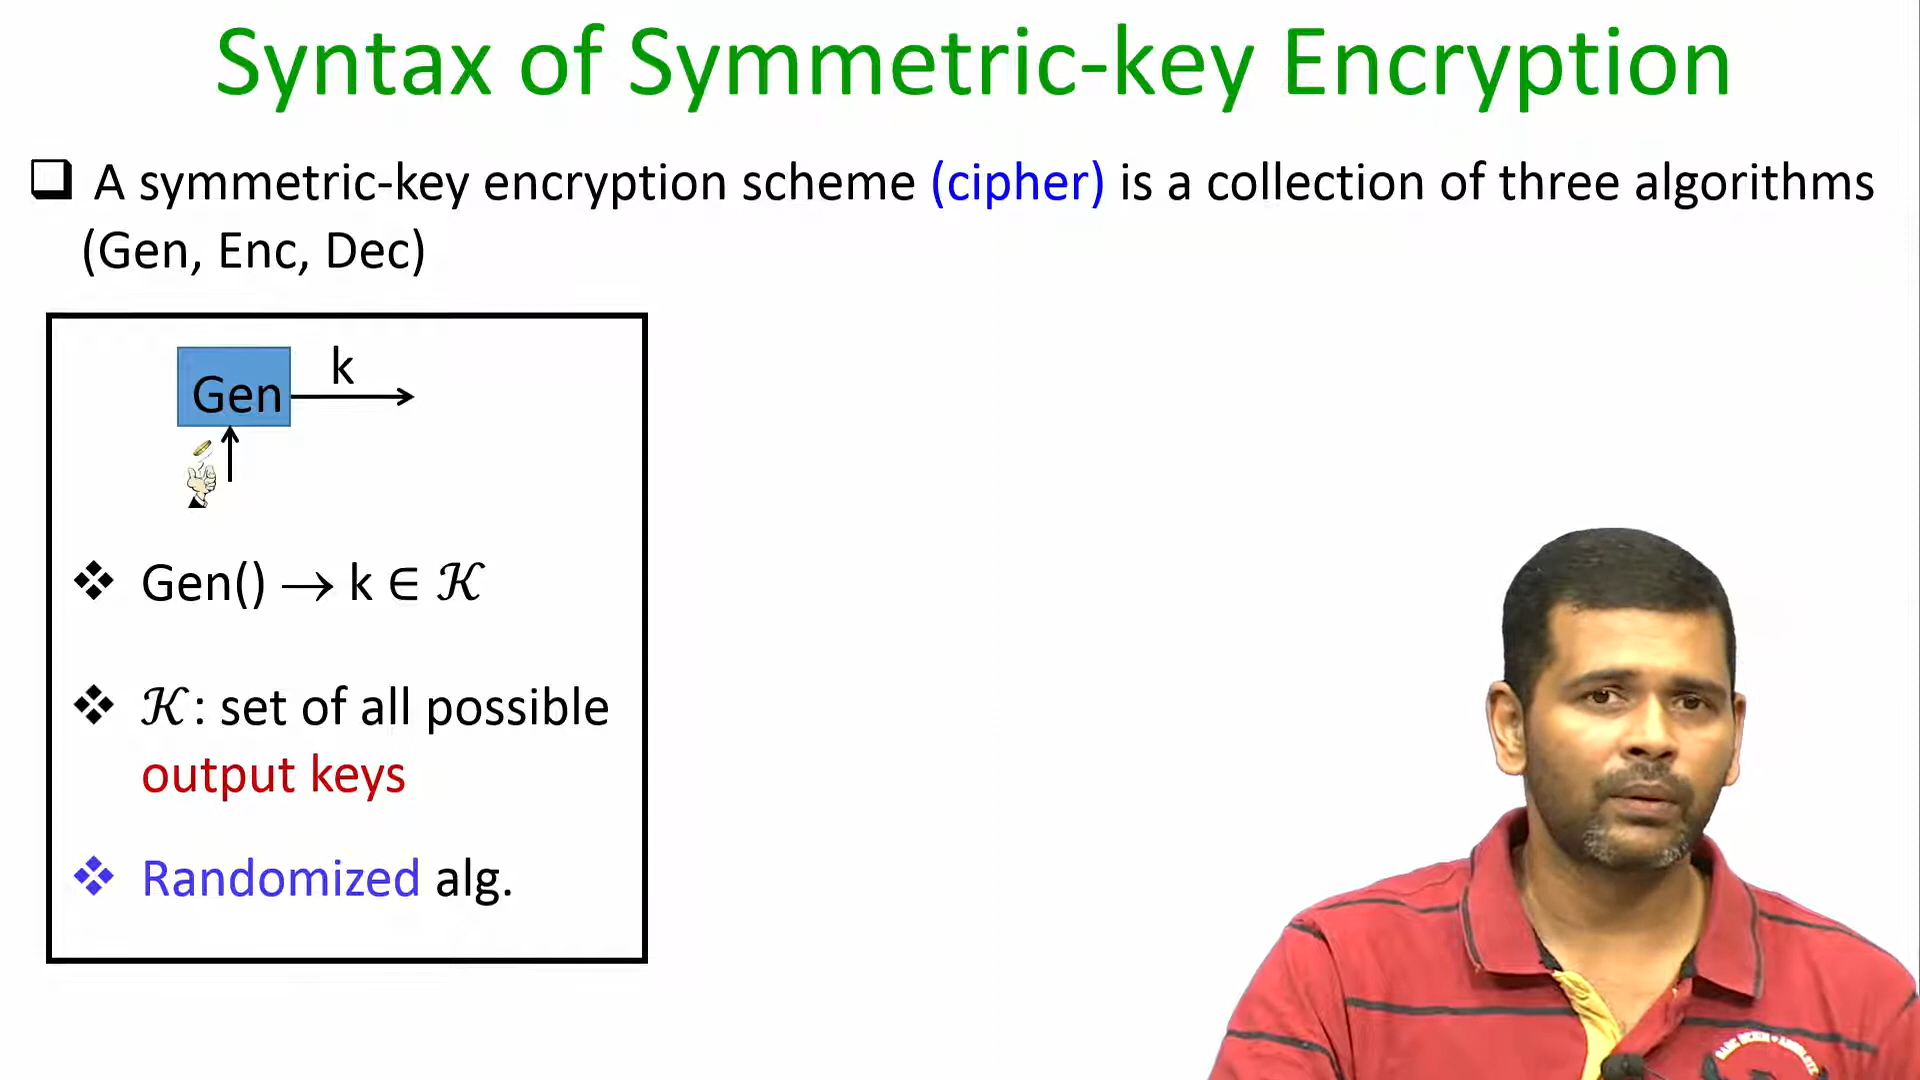 Syntax of Symmetric-key Encryption
❑ A symmetric-key encryption scheme (cipher) is a collection of three algorithms
(Gen, Enc, Dec)
Gen
k
❖ Gen() → k ∈ 𝒦
❖ 𝒦 : set of all possible
output keys
❖ Randomized alg.